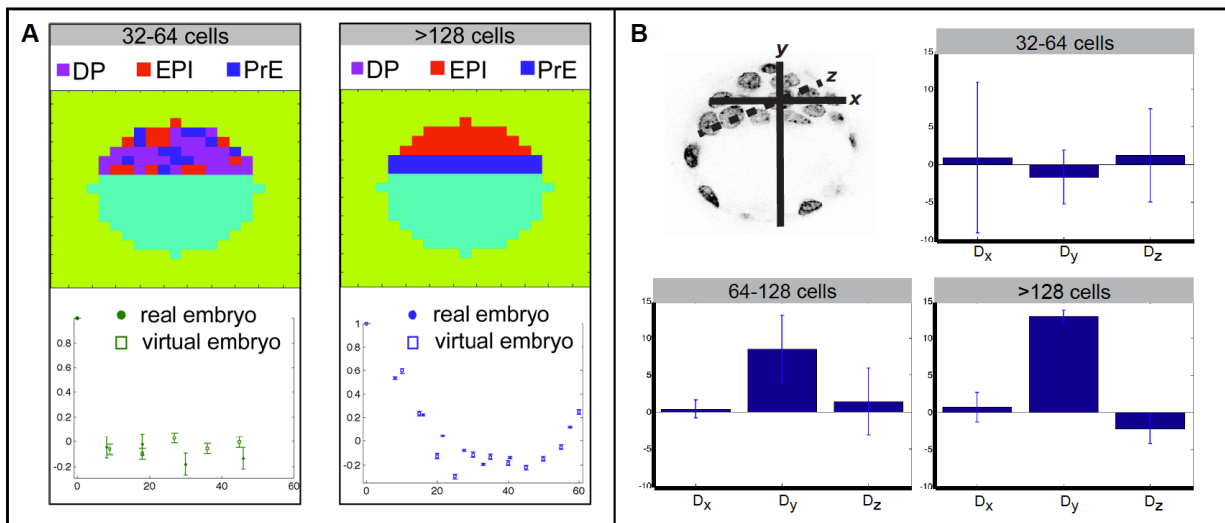 A
32-64 cells
DP EPI PrE
real embryo
virtual embryo
1
0.8
0.6
0.4
0.2
0
-0.2
0 20 40 60
>128 cells
DP EPI PrE
real embryo
virtual embryo
1
0.8
0.6
0.4
0.2
0
-0.2
0 20 40 60
B
y
z
x
32-64 cells
15
10
5
0
-5
-10
Dx Dy Dz
64-128 cells
15
10
5
0
-5
-10
Dx Dy Dz
>128 cells
15
10
5
0
-5
-10
Dx Dy Dz